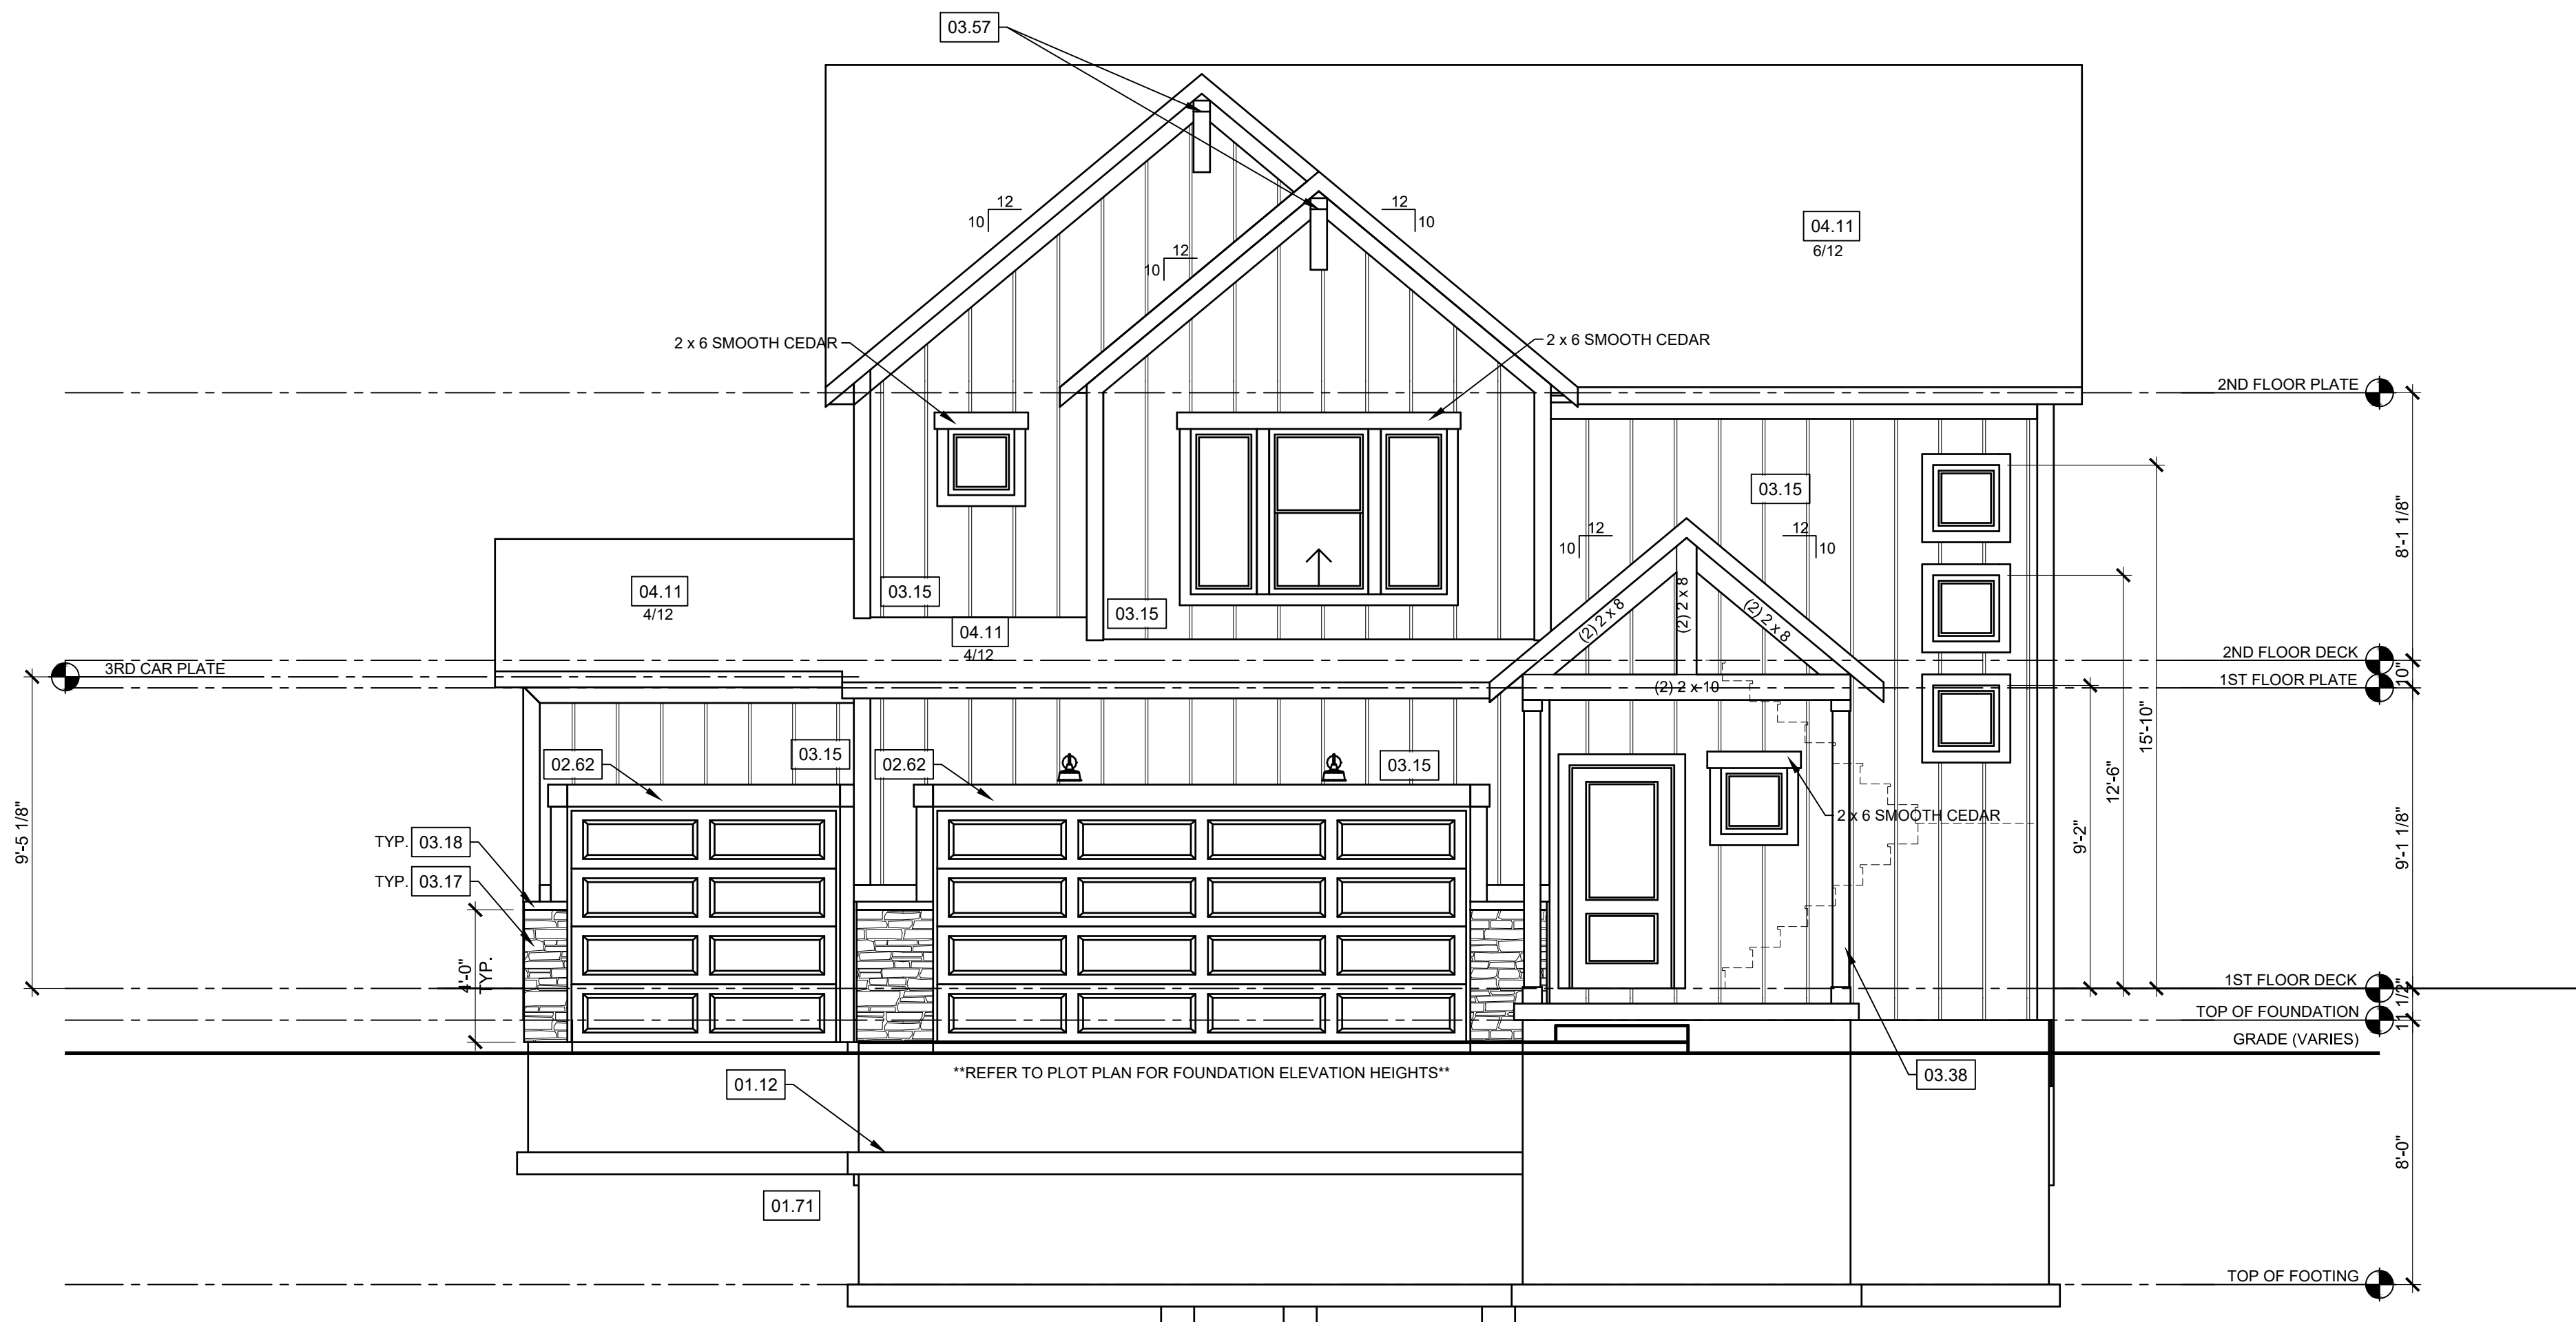 03.57
12
10
12
10
12
10
04.11
6/12
2 x 6 SMOOTH CEDAR
2 x 6 SMOOTH CEDAR
2ND FLOOR PLATE
03.15
12
10
12
10
8'-1 1/8"
04.11
4/12
03.15
03.15
04.11
4/12
(2) 2 x 8
(2) 2 x 8
(2) 2 x 8
2ND FLOOR DECK
10"
3RD CAR PLATE
1ST FLOOR PLATE
(2) 2 x 10
15'-10"
12'-6"
9'-2"
9'-1 1/8"
9'-5 1/8"
02.62
03.15
02.62
03.15
2 x 6 SMOOTH CEDAR
TYP. 03.18
TYP. 03.17
4'-0"
TYP.
1ST FLOOR DECK
11 1/2"
TOP OF FOUNDATION
GRADE (VARIES)
**REFER TO PLOT PLAN FOR FOUNDATION ELEVATION HEIGHTS**
01.12
03.38
8'-0"
01.71
TOP OF FOOTING